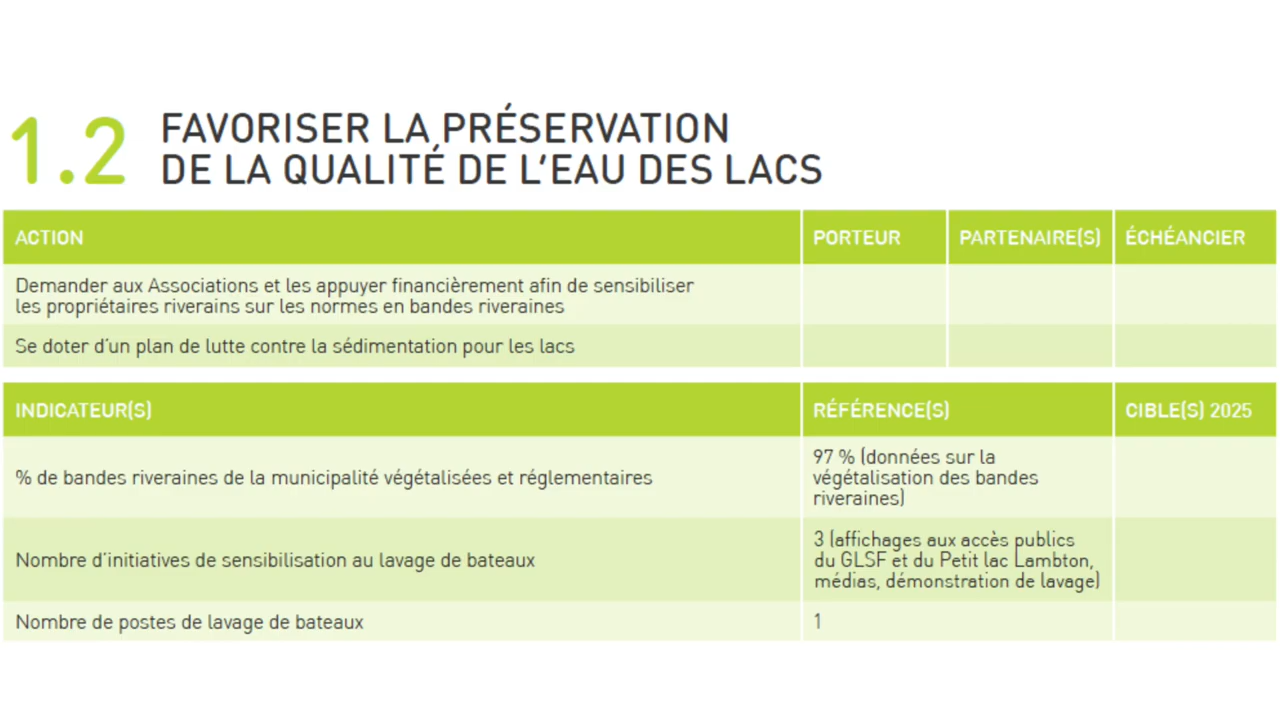 1.2
FAVORISER LA PRÉSERVATION
DE LA QUALITÉ DE L'EAU DES LACS
ACTION PORTEUR PARTENAIRE(S) ÉCHÉANCIER
Demander aux Associations et les appuyer financièrement afin de sensibiliser
les propriétaires riverains sur les normes en bandes riveraines
Se doter d'un plan de lutte contre la sédimentation pour les lacs
INDICATEUR(S) RÉFÉRENCE(S) CIBLE(S) 2025
% de bandes riveraines de la municipalité végétalisées et réglementaires
97 % (données sur la
végétalisation des bandes
riveraines)
Nombre d'initiatives de sensibilisation au lavage de bateaux
3 (affichages aux accès publics
du GLSF et du Petit lac Lambton,
médias, démonstration de lavage)
Nombre de postes de lavage de bateaux
1